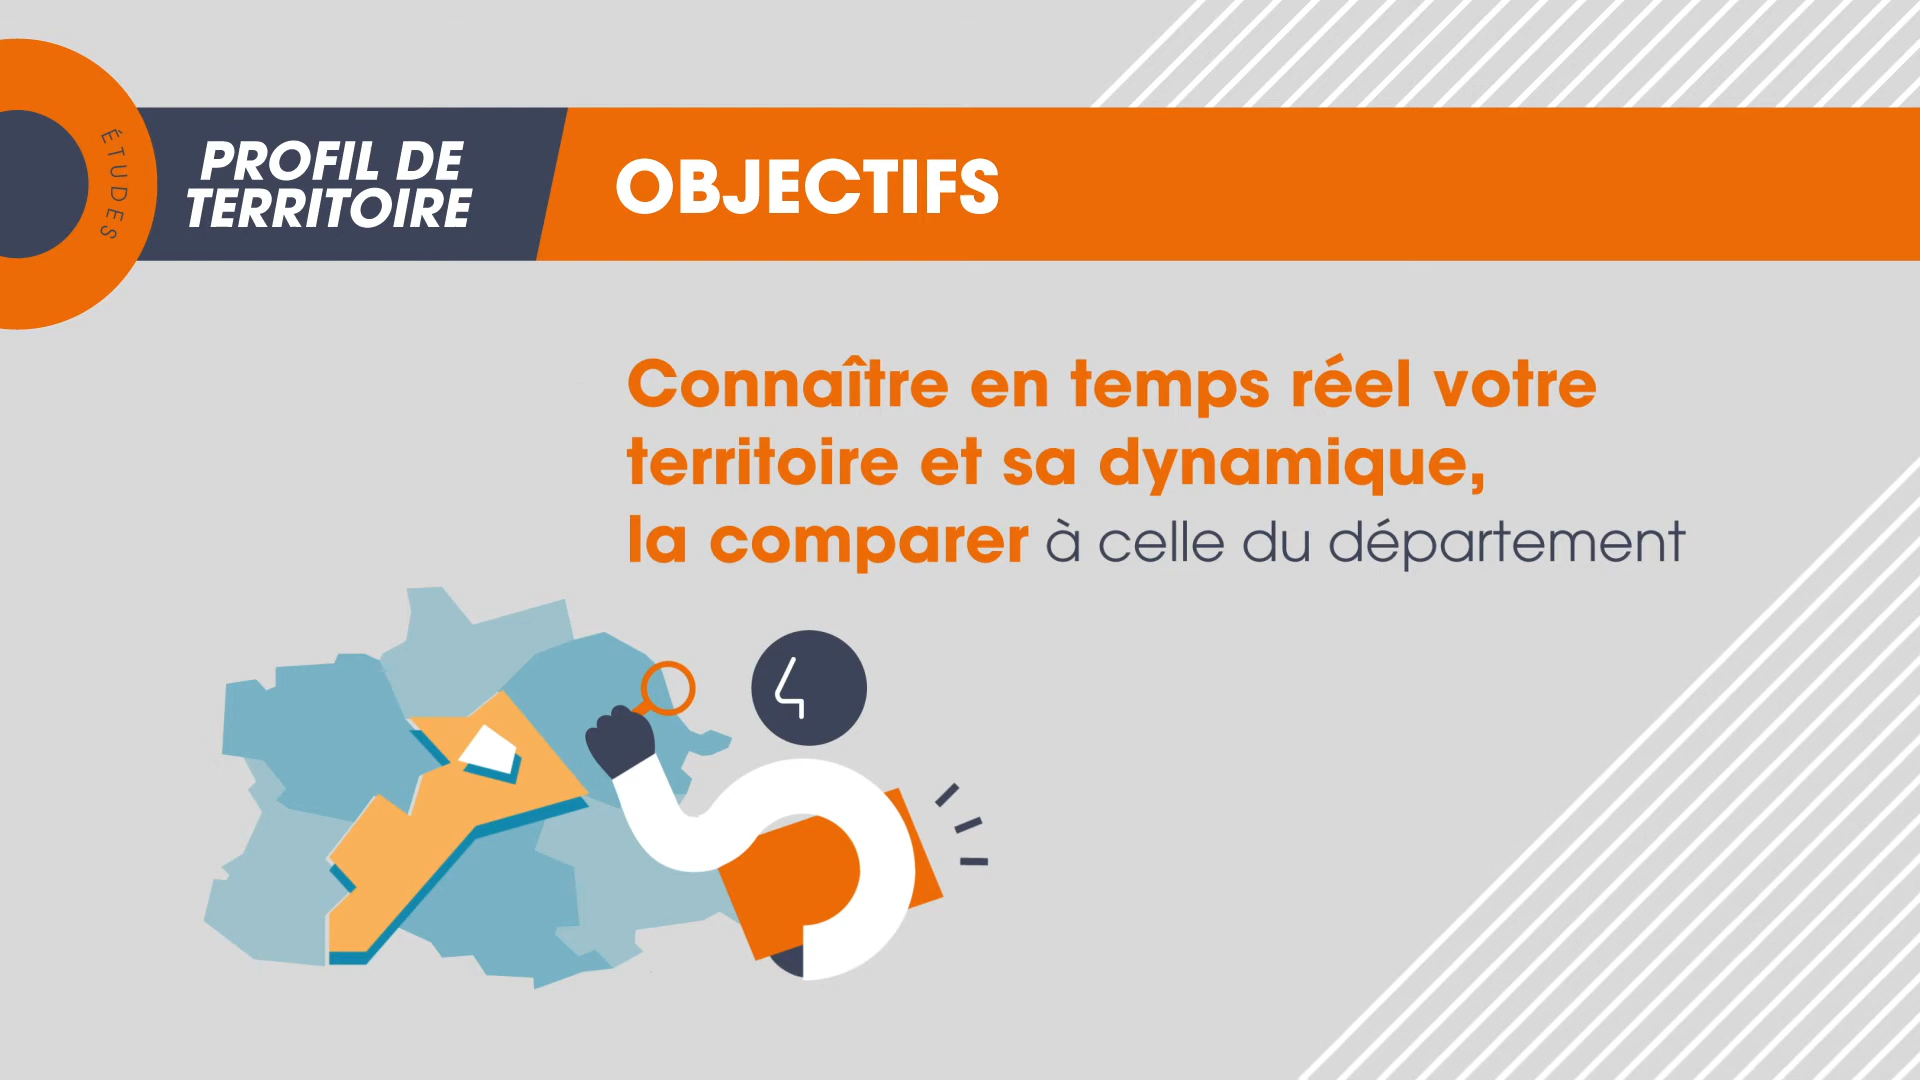 ÉTUDES
PROFIL DE
TERRITOIRE
OBJECTIFS
Connaître en temps réel votre
territoire et sa dynamique,
la comparer à celle du département